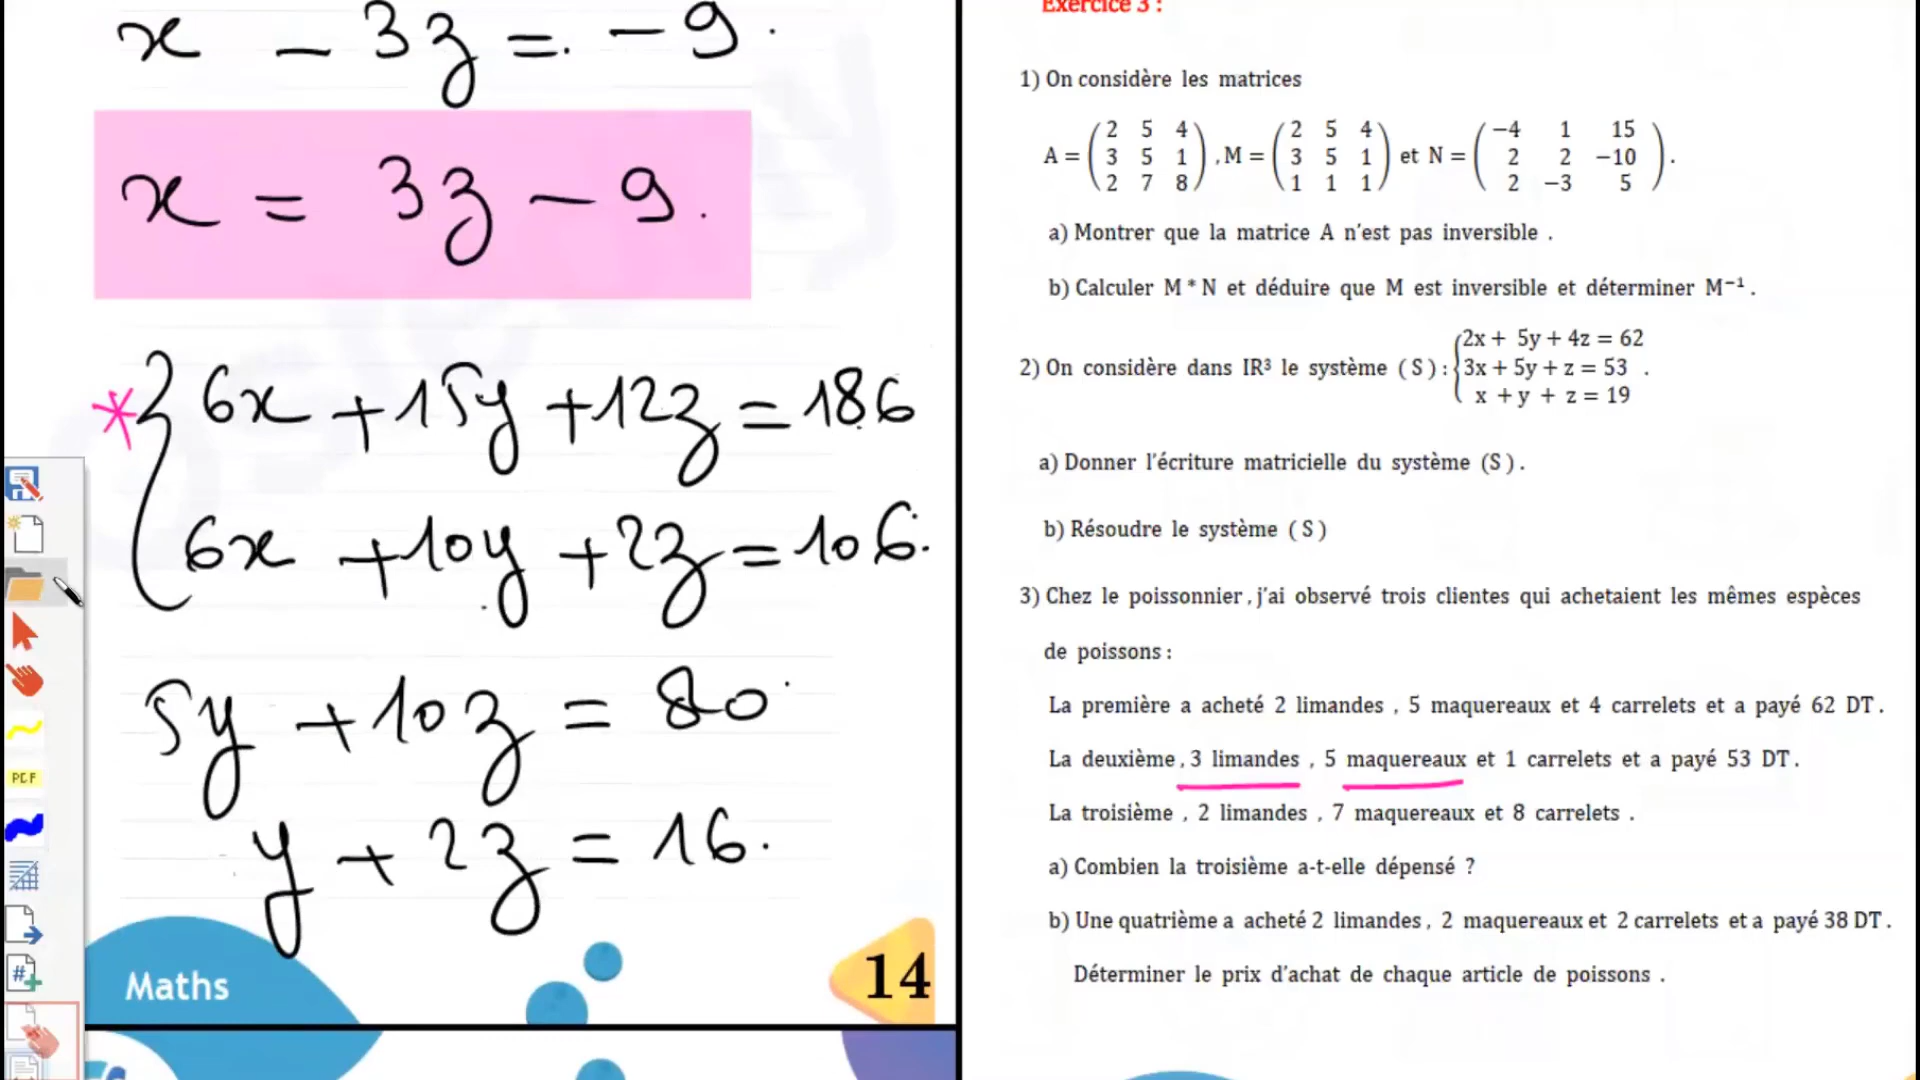 x - 3z = -9.
x = 3z - 9.
* { 6x + 15y + 12z = 186
6x + 10y + 2z = 106.
5y + 10z = 80
y + 2z = 16.
PDF
#
Maths
14
Exercice 3 :
1) On considère les matrices
A = (2 5 4
3 5 1
2 7 8) , M = (2 5 4
3 5 1
1 1 1) et N = (−4 1 15
2 2 −10
2 −3 5) .
a) Montrer que la matrice A n'est pas inversible .
b) Calculer M * N et déduire que M est inversible et déterminer M⁻¹ .
2) On considère dans IR³ le système ( S ) : { 2x + 5y + 4z = 62
3x + 5y + z = 53 .
x + y + z = 19
a) Donner l'écriture matricielle du système (S ) .
b) Résoudre le système ( S )
3) Chez le poissonnier , j'ai observé trois clientes qui achetaient les mêmes espèces
de poissons :
La première a acheté 2 limandes , 5 maquereaux et 4 carrelets et a payé 62 DT .
La deuxième , 3 limandes , 5 maquereaux et 1 carrelets et a payé 53 DT .
La troisième , 2 limandes , 7 maquereaux et 8 carrelets .
a) Combien la troisième a-t-elle dépensé ?
b) Une quatrième a acheté 2 limandes , 2 maquereaux et 2 carrelets et a payé 38 DT .
Déterminer le prix d'achat de chaque article de poissons .